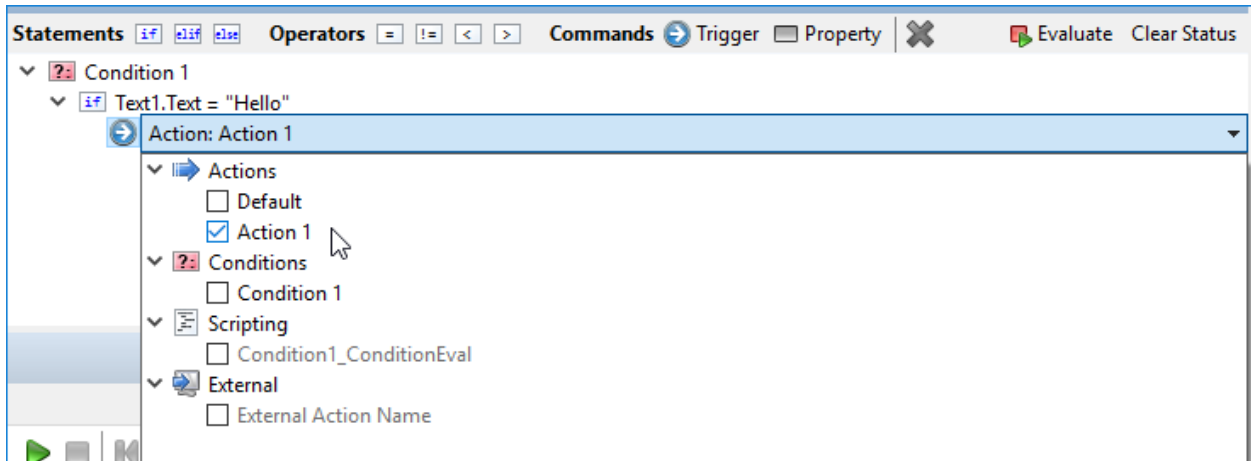 Statements if elif else Operators = != < > Commands Trigger Property Evaluate Clear Status
?: Condition 1
if Text1.Text = "Hello"
Action: Action 1
Actions
Default
Action 1
?: Conditions
Condition 1
Scripting
Condition1_ConditionEval
External
External Action Name